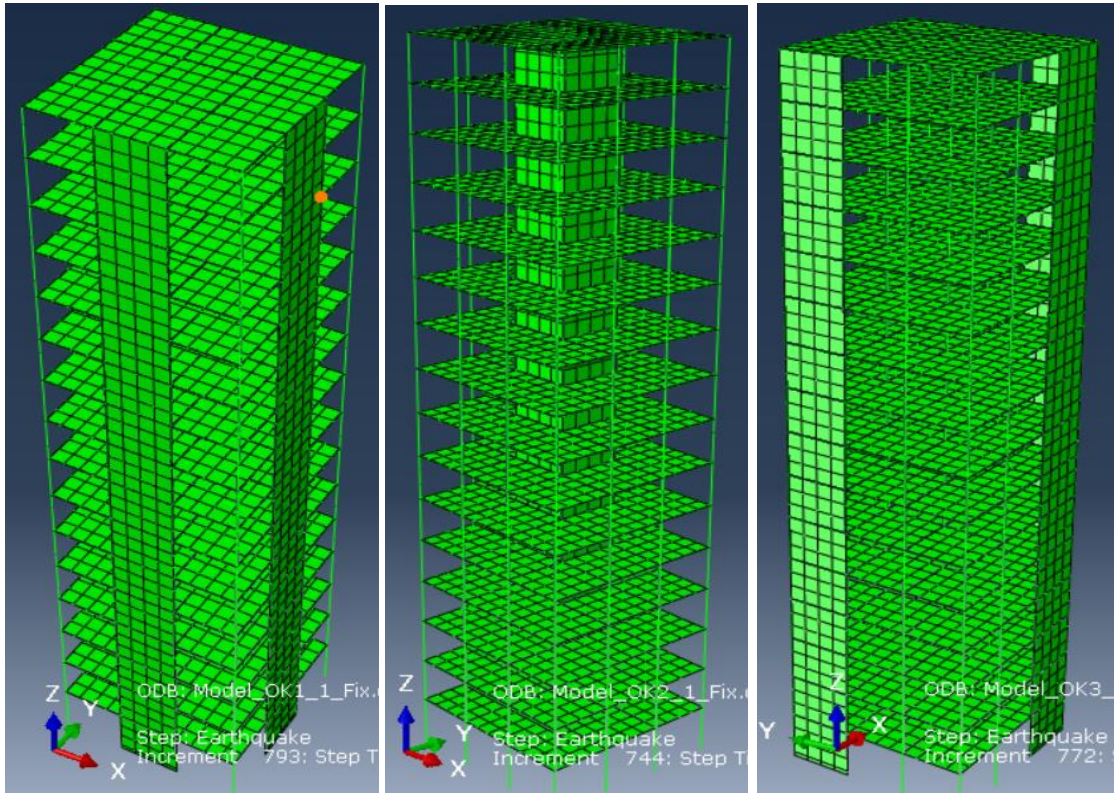 Z
Y
X
ODB: Model_OK1_1_Fix.
Step: Earthquake
Increment 793: Step T
Z
Y
X
ODB: Model_OK2_1_Fix.
Step: Earthquake
Increment 744: Step T
Z
Y
X
ODB: Model_OK3_
Step: Earthquake
Increment 772: